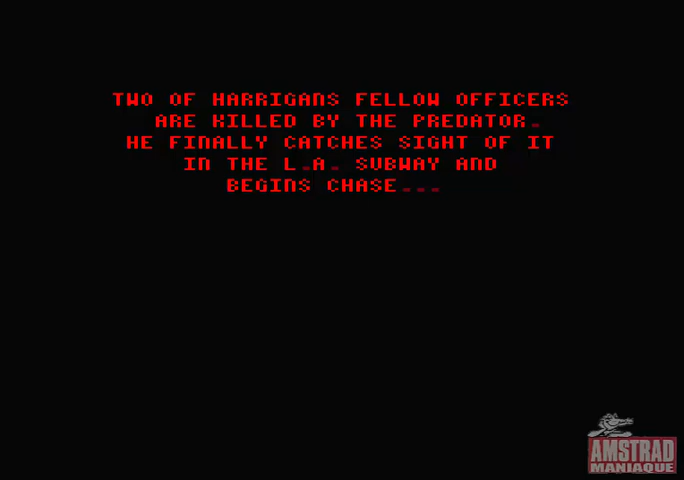 TWO OF HARRIGANS FELLOW OFFICERS
ARE KILLED BY THE PREDATOR.
HE FINALLY CATCHES SIGHT OF IT
IN THE L.A. SUBWAY AND
BEGINS CHASE...
AMSTRAD
MANIAQUE